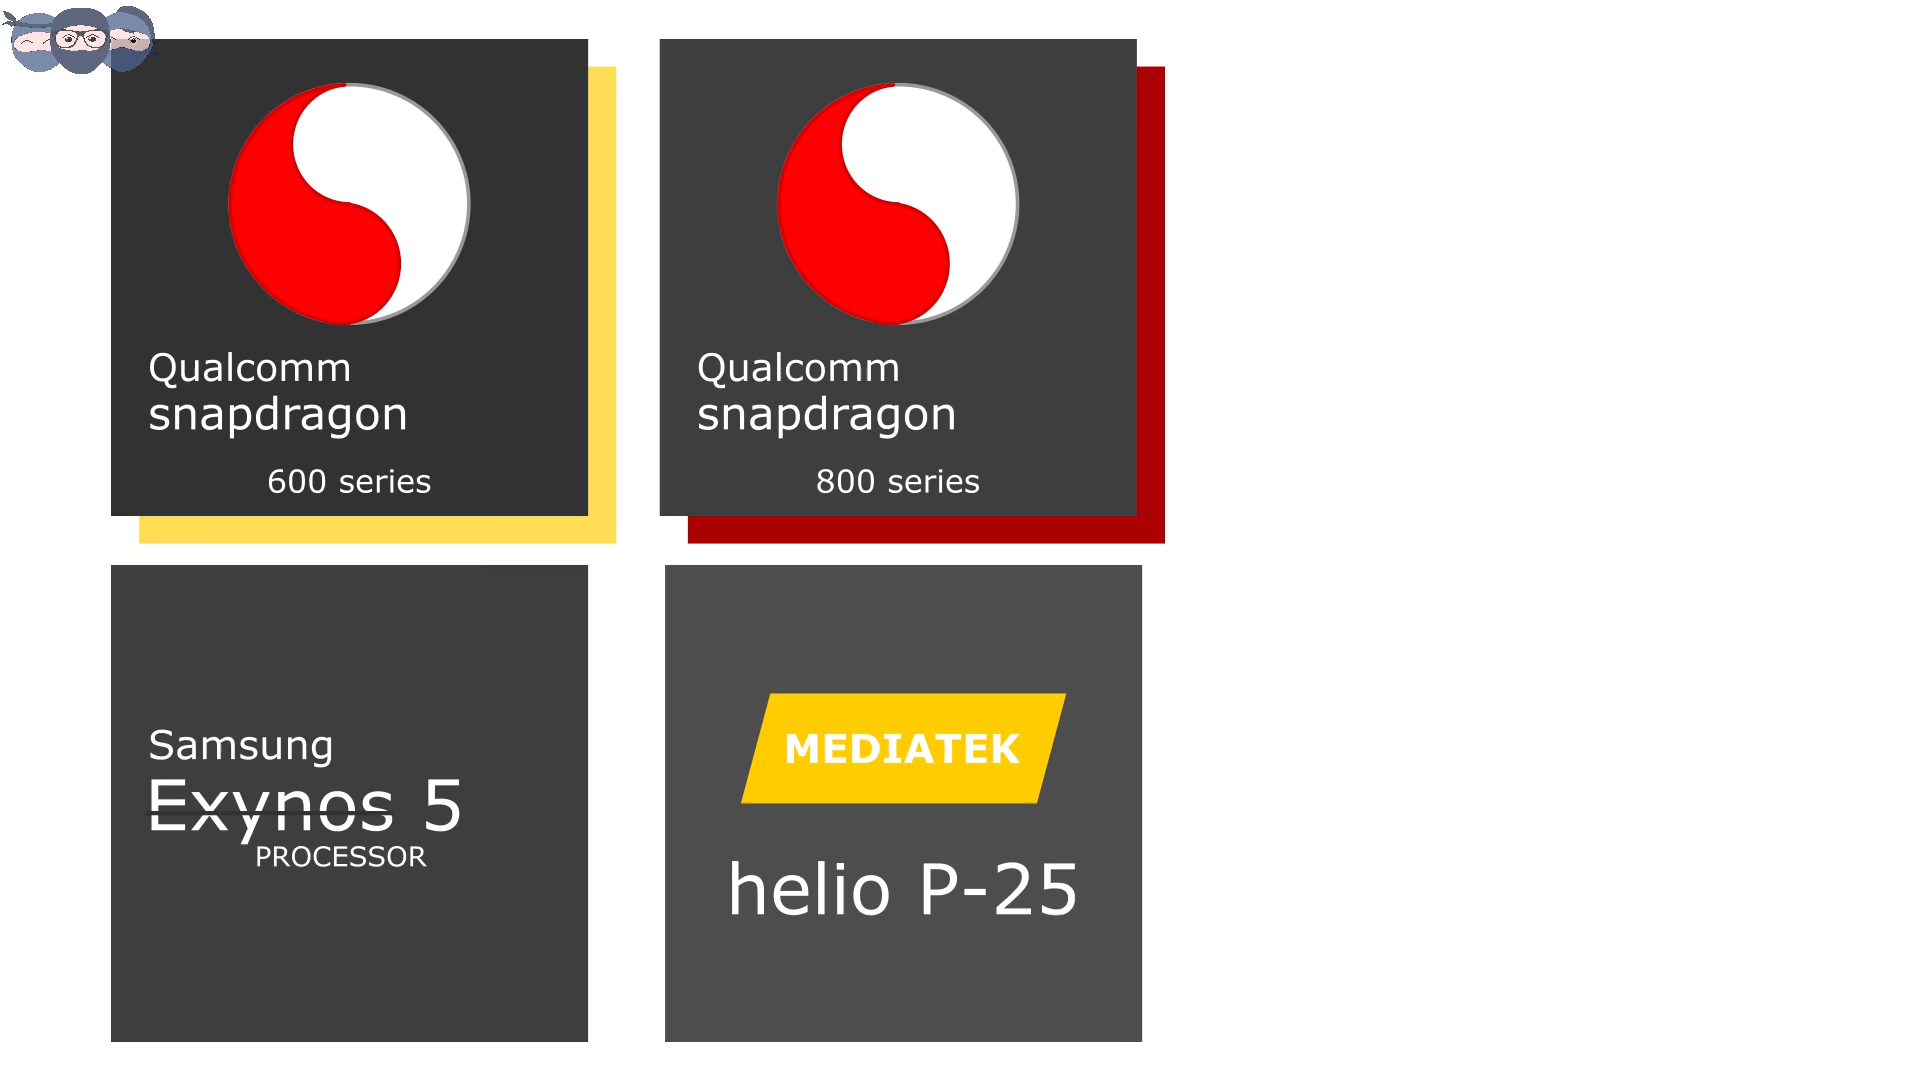 Qualcomm
snapdragon
600 series
Qualcomm
snapdragon
800 series
Samsung
Exynos 5
PROCESSOR
MEDIATEK
helio P-25